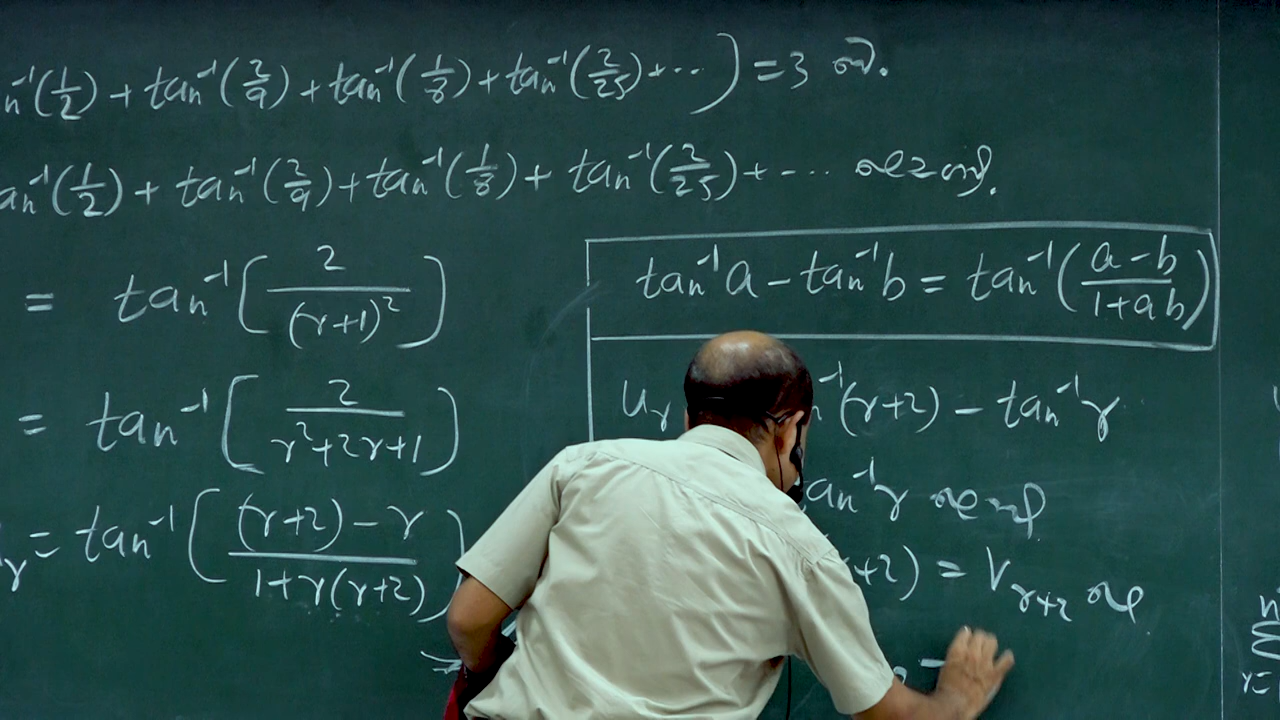 n⁻¹(1/2) + tan⁻¹(2/9) + tan⁻¹(1/8) + tan⁻¹(2/25) + ...) = 3
an⁻¹(1/2) + tan⁻¹(2/9) + tan⁻¹(1/8) + tan⁻¹(2/25) + ...
= tan⁻¹[2/(r+1)²]
tan⁻¹a - tan⁻¹b = tan⁻¹((a-b)/(1+ab))
= tan⁻¹[2/(r²+2r+1)]
uᵣ n⁻¹(r+2) - tan⁻¹r
r = tan⁻¹[((r+2)-r)/(1+r(r+2))]
an⁻¹r
+2) = Vᵣ₊₂
n
Σ
r=